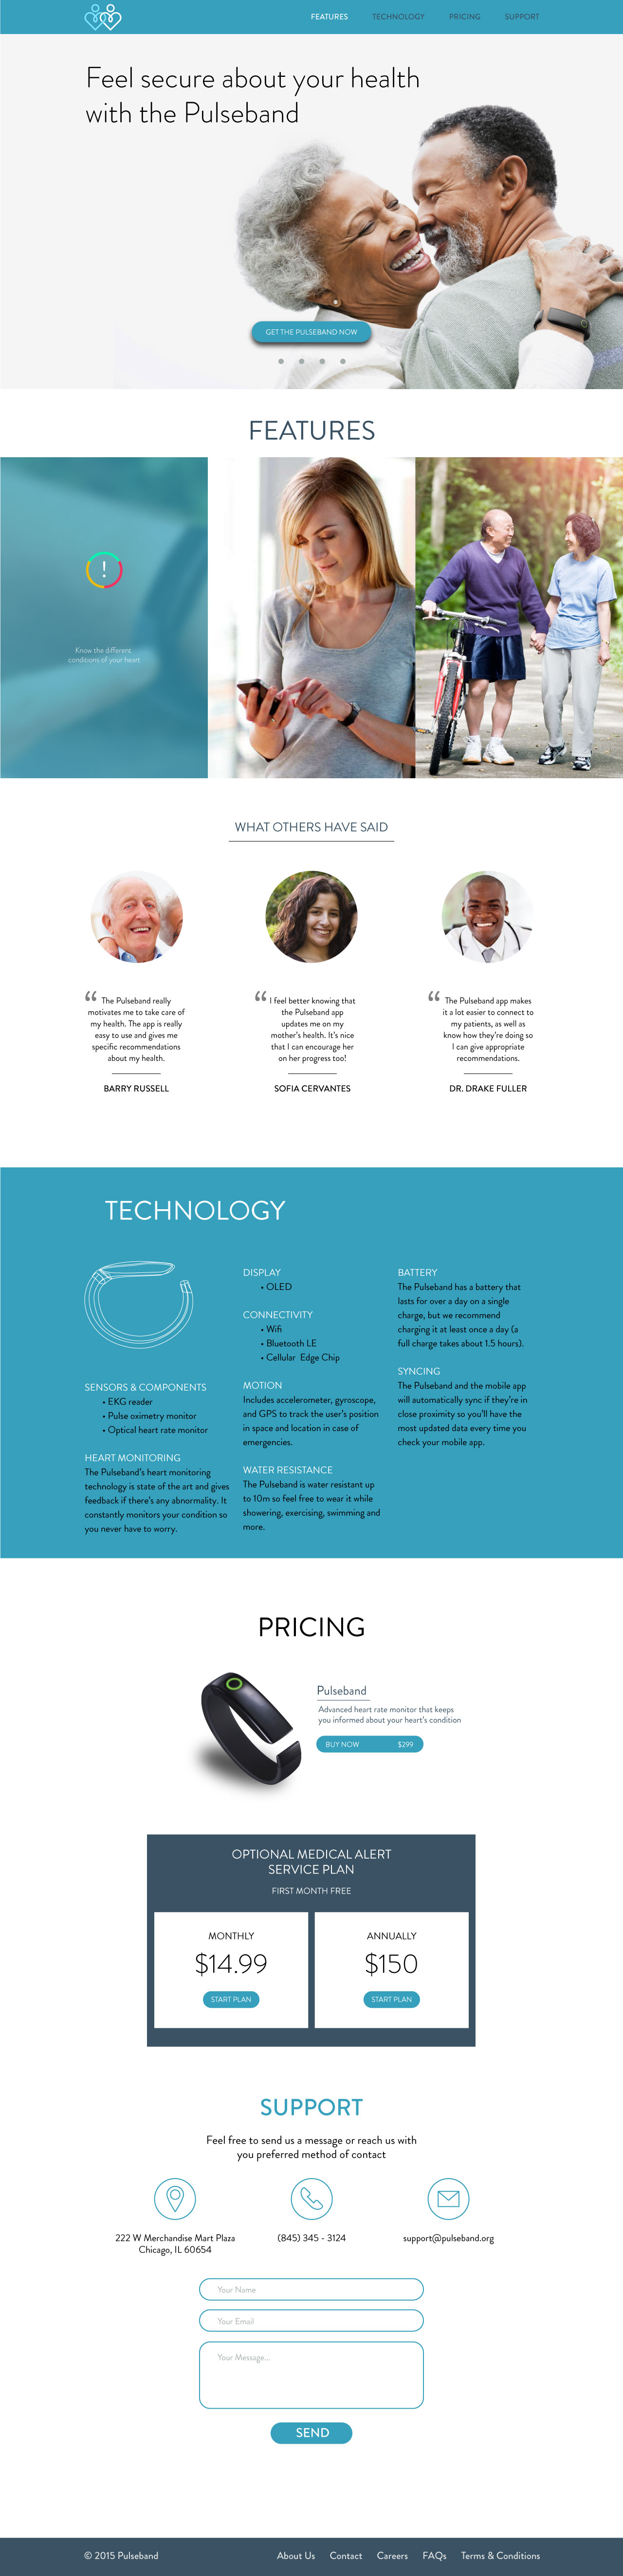 FEATURES TECHNOLOGY PRICING SUPPORT
Feel secure about your health
with the Pulseband
GET THE PULSEBAND NOW
FEATURES
!
Know the different
conditions of your heart
WHAT OTHERS HAVE SAID
“ The Pulseband really
motivates me to take care of
my health. The app is really
easy to use and gives me
specific recommendations
about my health.
BARRY RUSSELL
“ I feel better knowing that
the Pulseband app
updates me on my
mother's health. It's nice
that I can encourage her
on her progress too!
SOFIA CERVANTES
“ The Pulseband app makes
it a lot easier to connect to
my patients, as well as
know how they're doing so
I can give appropriate
recommendations.
DR. DRAKE FULLER
TECHNOLOGY
SENSORS & COMPONENTS
• EKG reader
• Pulse oximetry monitor
• Optical heart rate monitor
HEART MONITORING
The Pulseband's heart monitoring
technology is state of the art and gives
feedback if there's any abnormality. It
constantly monitors your condition so
you never have to worry.
DISPLAY
• OLED
CONNECTIVITY
• Wifi
• Bluetooth LE
• Cellular Edge Chip
MOTION
Includes accelerometer, gyroscope,
and GPS to track the user's position
in space and location in case of
emergencies.
WATER RESISTANCE
The Pulseband is water resistant up
to 10m so feel free to wear it while
showering, exercising, swimming and
more.
BATTERY
The Pulseband has a battery that
lasts for over a day on a single
charge, but we recommend
charging it at least once a day (a
full charge takes about 1.5 hours).
SYNCING
The Pulseband and the mobile app
will automatically sync if they're in
close proximity so you'll have the
most updated data every time you
check your mobile app.
PRICING
Pulseband
Advanced heart rate monitor that keeps
you informed about your heart's condition
BUY NOW $299
OPTIONAL MEDICAL ALERT
SERVICE PLAN
FIRST MONTH FREE
MONTHLY
$14.99
START PLAN
ANNUALLY
$150
START PLAN
SUPPORT
Feel free to send us a message or reach us with
you preferred method of contact
222 W Merchandise Mart Plaza
Chicago, IL 60654
(845) 345 - 3124
support@pulseband.org
Your Name
Your Email
Your Message...
SEND
© 2015 Pulseband About Us Contact Careers FAQs Terms & Conditions